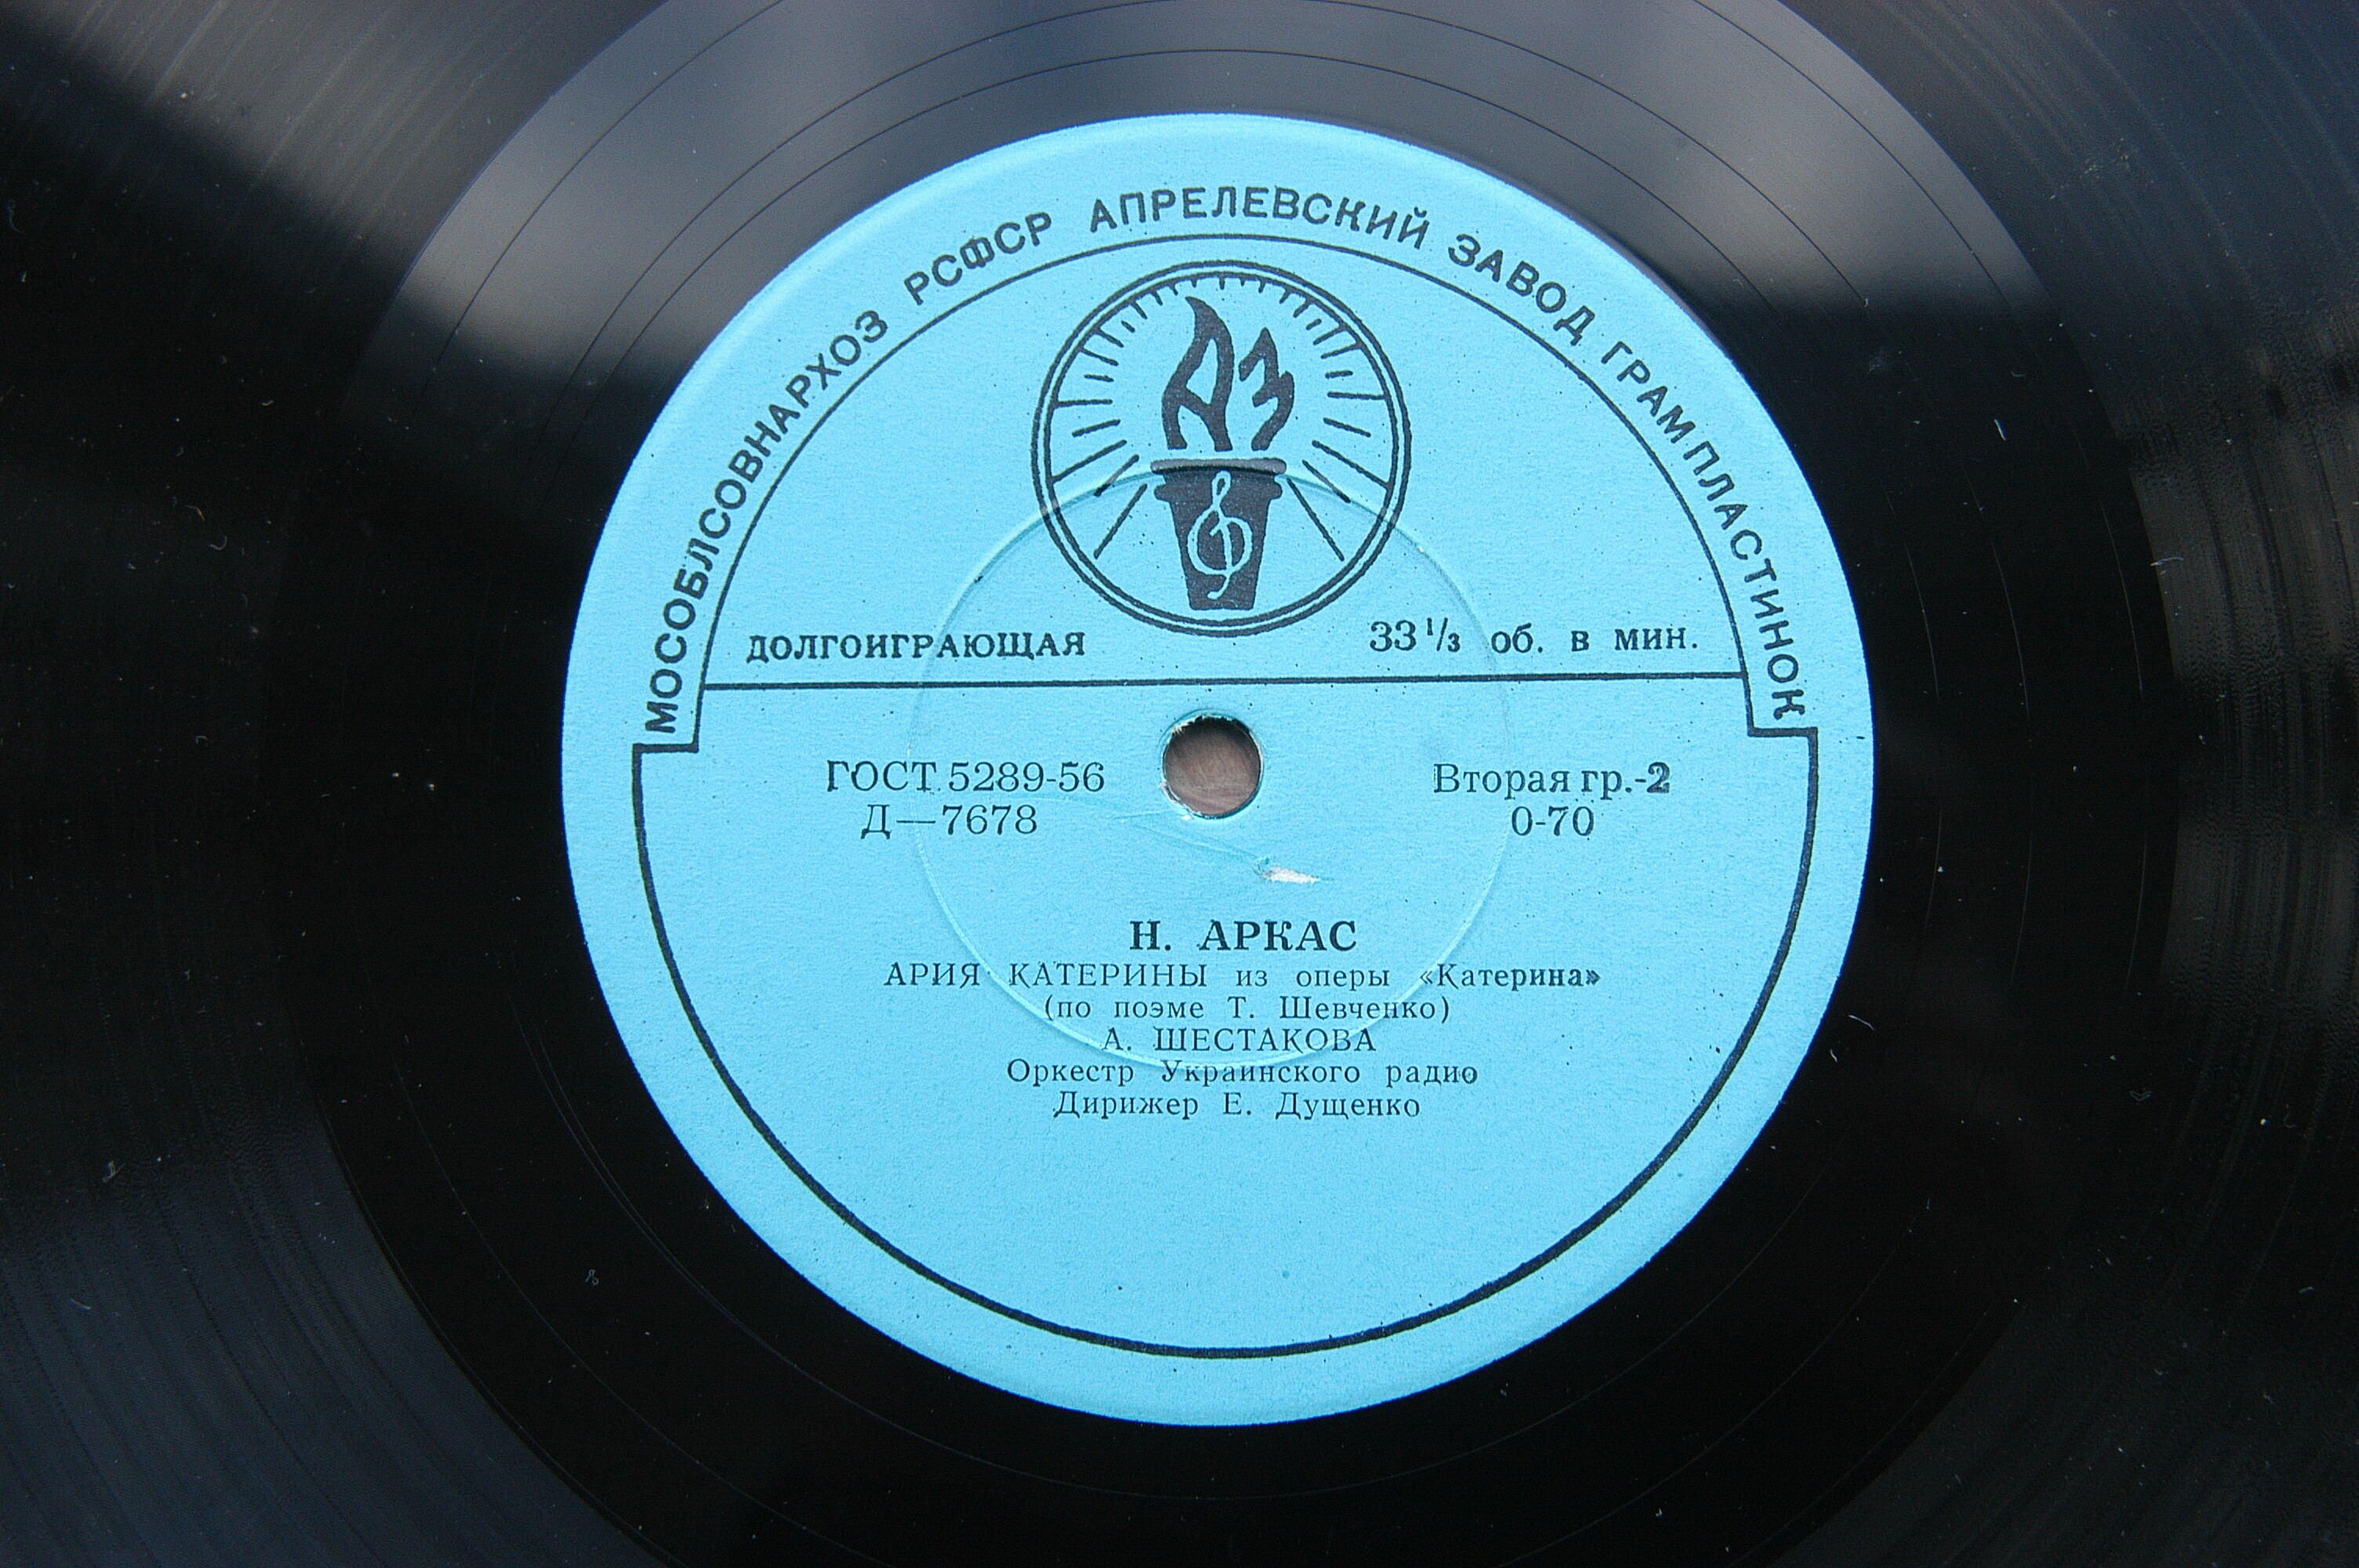 МОСОБЛСОВНАРХОЗ РСФСР АПРЕЛЕВСКИЙ ЗАВОД ГРАМПЛАСТИНОК
АЗ
ДОЛГОИГРАЮЩАЯ 33 1/3 об. в мин.
ГОСТ 5289-56 Вторая гр.-2
Д—7678 0-70
Н. АРКАС
АРИЯ КАТЕРИНЫ из оперы «Катерина»
(по поэме Т. Шевченко)
А. ШЕСТАКОВА
Оркестр Украинского радио
Дирижер Е. Дущенко